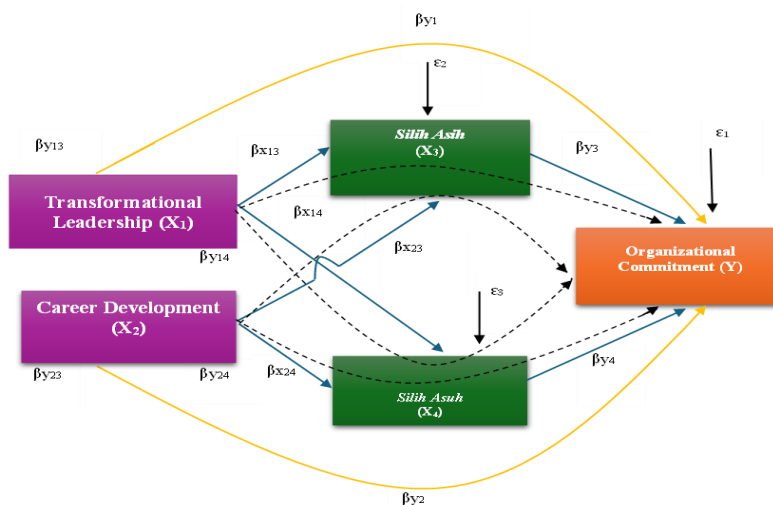 βy₁
ε₂
βy₁₃
βx₁₃
Silih Asih
(X₃)
βy₃
ε₁
Transformational
Leadership (X₁)
βx₁₄
βy₁₄
βx₂₃
Organizational
Commitment (Y)
Career Development
(X₂)
ε₃
βy₂₃
βy₂₄
βx₂₄
Silih Asuh
(X₄)
βy₄
βy₂